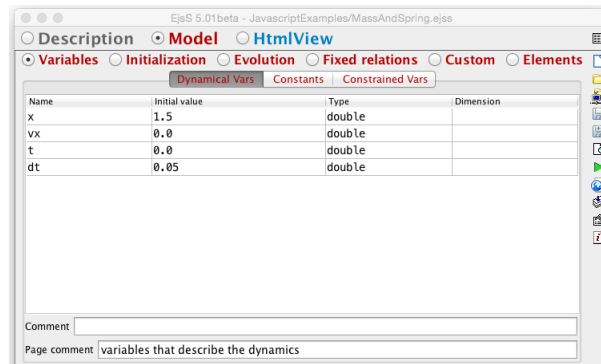 EjsS 5.01beta - JavascriptExamples/MassAndSpring.ejss
Description Model HtmlView
Variables Initialization Evolution Fixed relations Custom Elements
Dynamical Vars Constants Constrained Vars
Name Initial value Type Dimension
x 1.5 double
vx 0.0 double
t 0.0 double
dt 0.05 double
Comment
Page comment variables that describe the dynamics